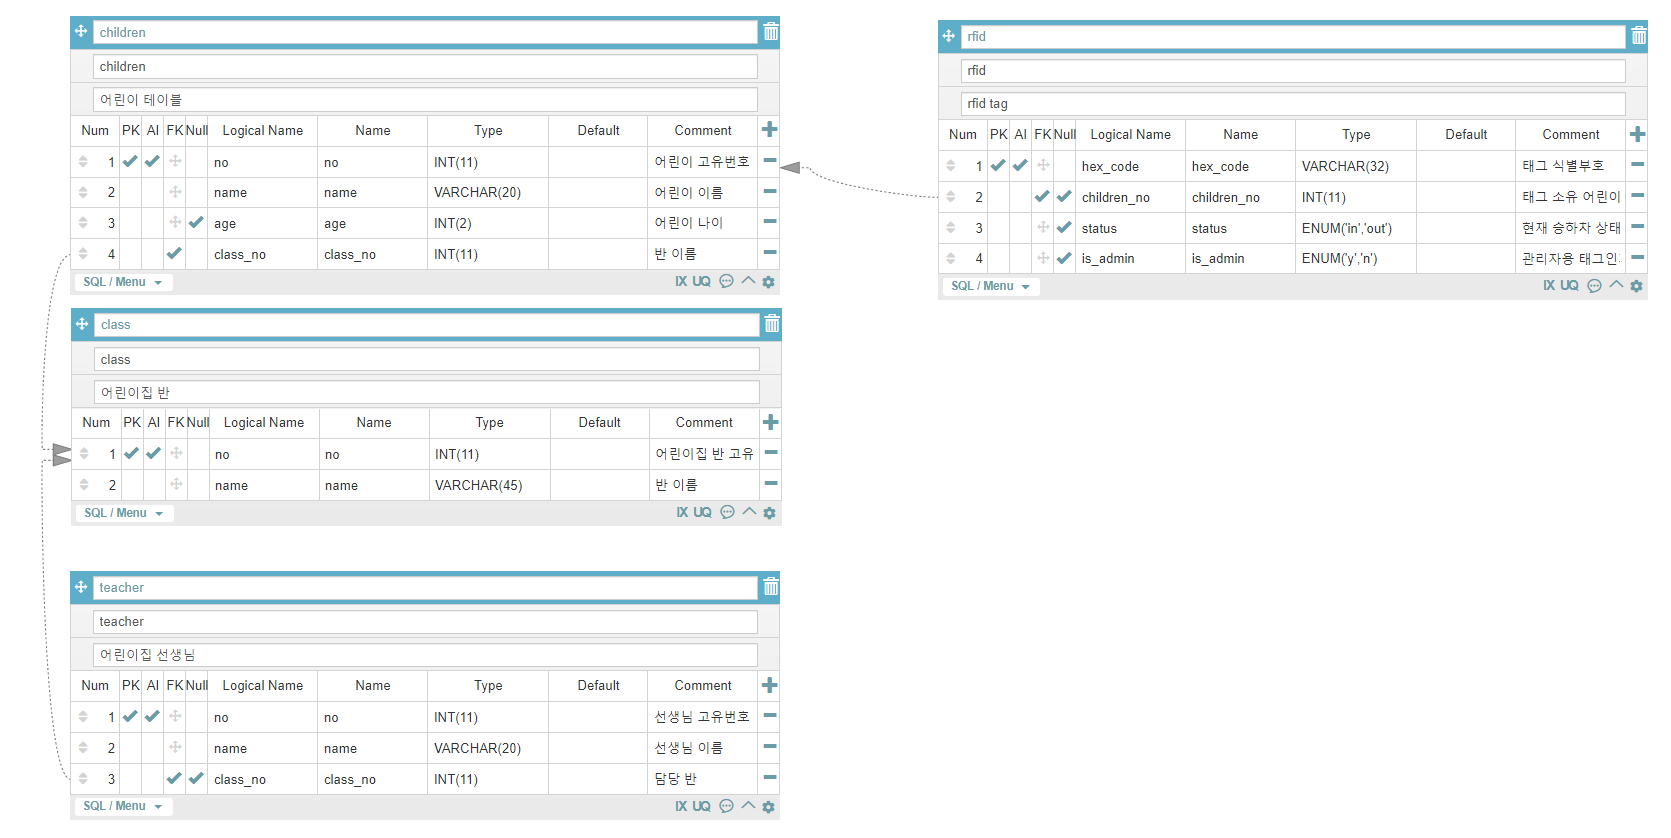 children
children
어린이 테이블
Num PK AI FK Null Logical Name Name Type Default Comment
1 no no INT(11) 어린이 고유번호
2 name name VARCHAR(20) 어린이 이름
3 age age INT(2) 어린이 나이
4 class_no class_no INT(11) 반 이름
SQL / Menu IX UQ
class
class
어린이집 반
Num PK AI FK Null Logical Name Name Type Default Comment
1 no no INT(11) 어린이집 반 고유
2 name name VARCHAR(45) 반 이름
SQL / Menu IX UQ
teacher
teacher
어린이집 선생님
Num PK AI FK Null Logical Name Name Type Default Comment
1 no no INT(11) 선생님 고유번호
2 name name VARCHAR(20) 선생님 이름
3 class_no class_no INT(11) 담당 반
SQL / Menu IX UQ
rfid
rfid
rfid tag
Num PK AI FK Null Logical Name Name Type Default Comment
1 hex_code hex_code VARCHAR(32) 태그 식별부호
2 children_no children_no INT(11) 태그 소유 어린이
3 status status ENUM('in','out') 현재 승하차 상태
4 is_admin is_admin ENUM('y','n') 관리자용 태그인
SQL / Menu IX UQ